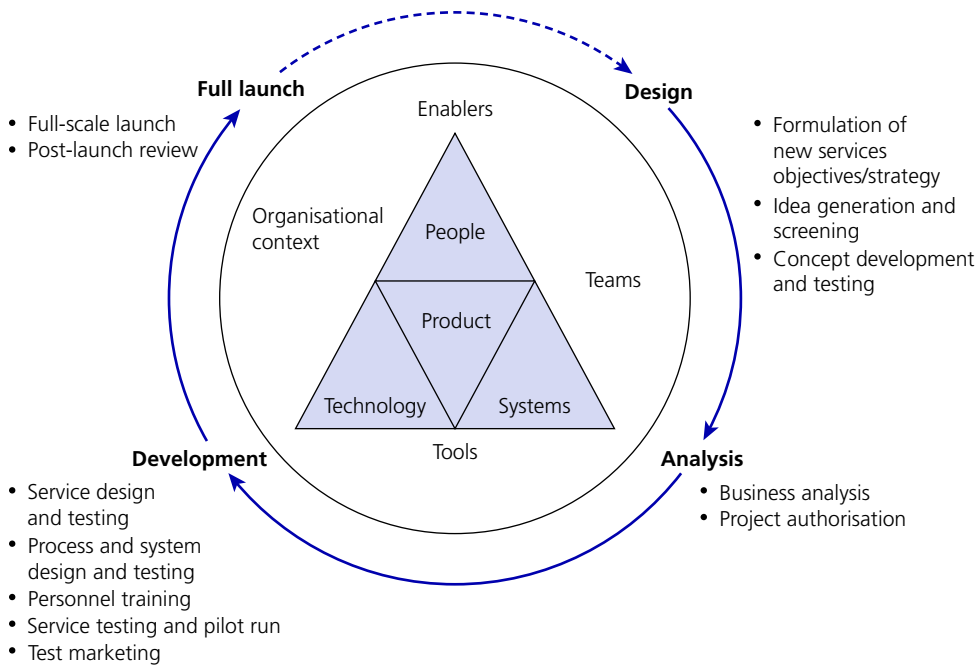 Full launch
• Full-scale launch
• Post-launch review
Design
• Formulation of
new services
objectives/strategy
• Idea generation and
screening
• Concept development
and testing
Enablers
Organisational
context
People
Teams
Product
Technology
Systems
Tools
Development
• Service design
and testing
• Process and system
design and testing
• Personnel training
• Service testing and pilot run
• Test marketing
Analysis
• Business analysis
• Project authorisation